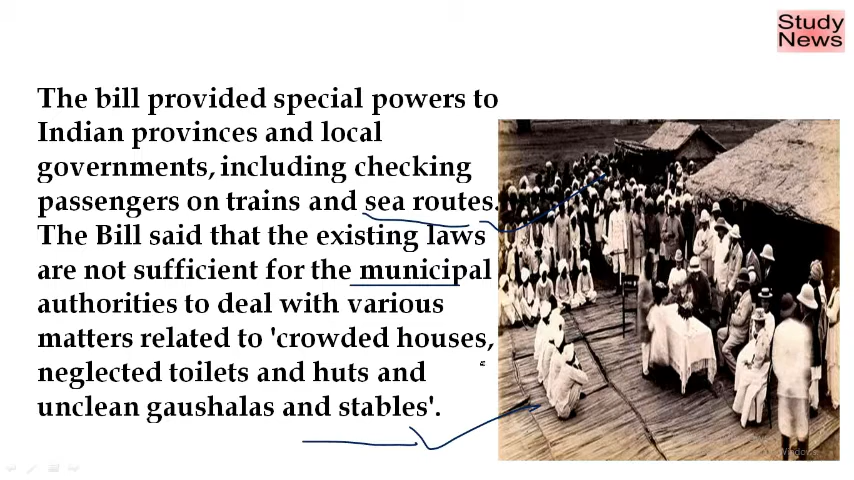 Study
News
The bill provided special powers to
Indian provinces and local
governments, including checking
passengers on trains and sea routes.
The Bill said that the existing laws
are not sufficient for the municipal
authorities to deal with various
matters related to 'crowded houses,
neglected toilets and huts and
unclean gaushalas and stables'.